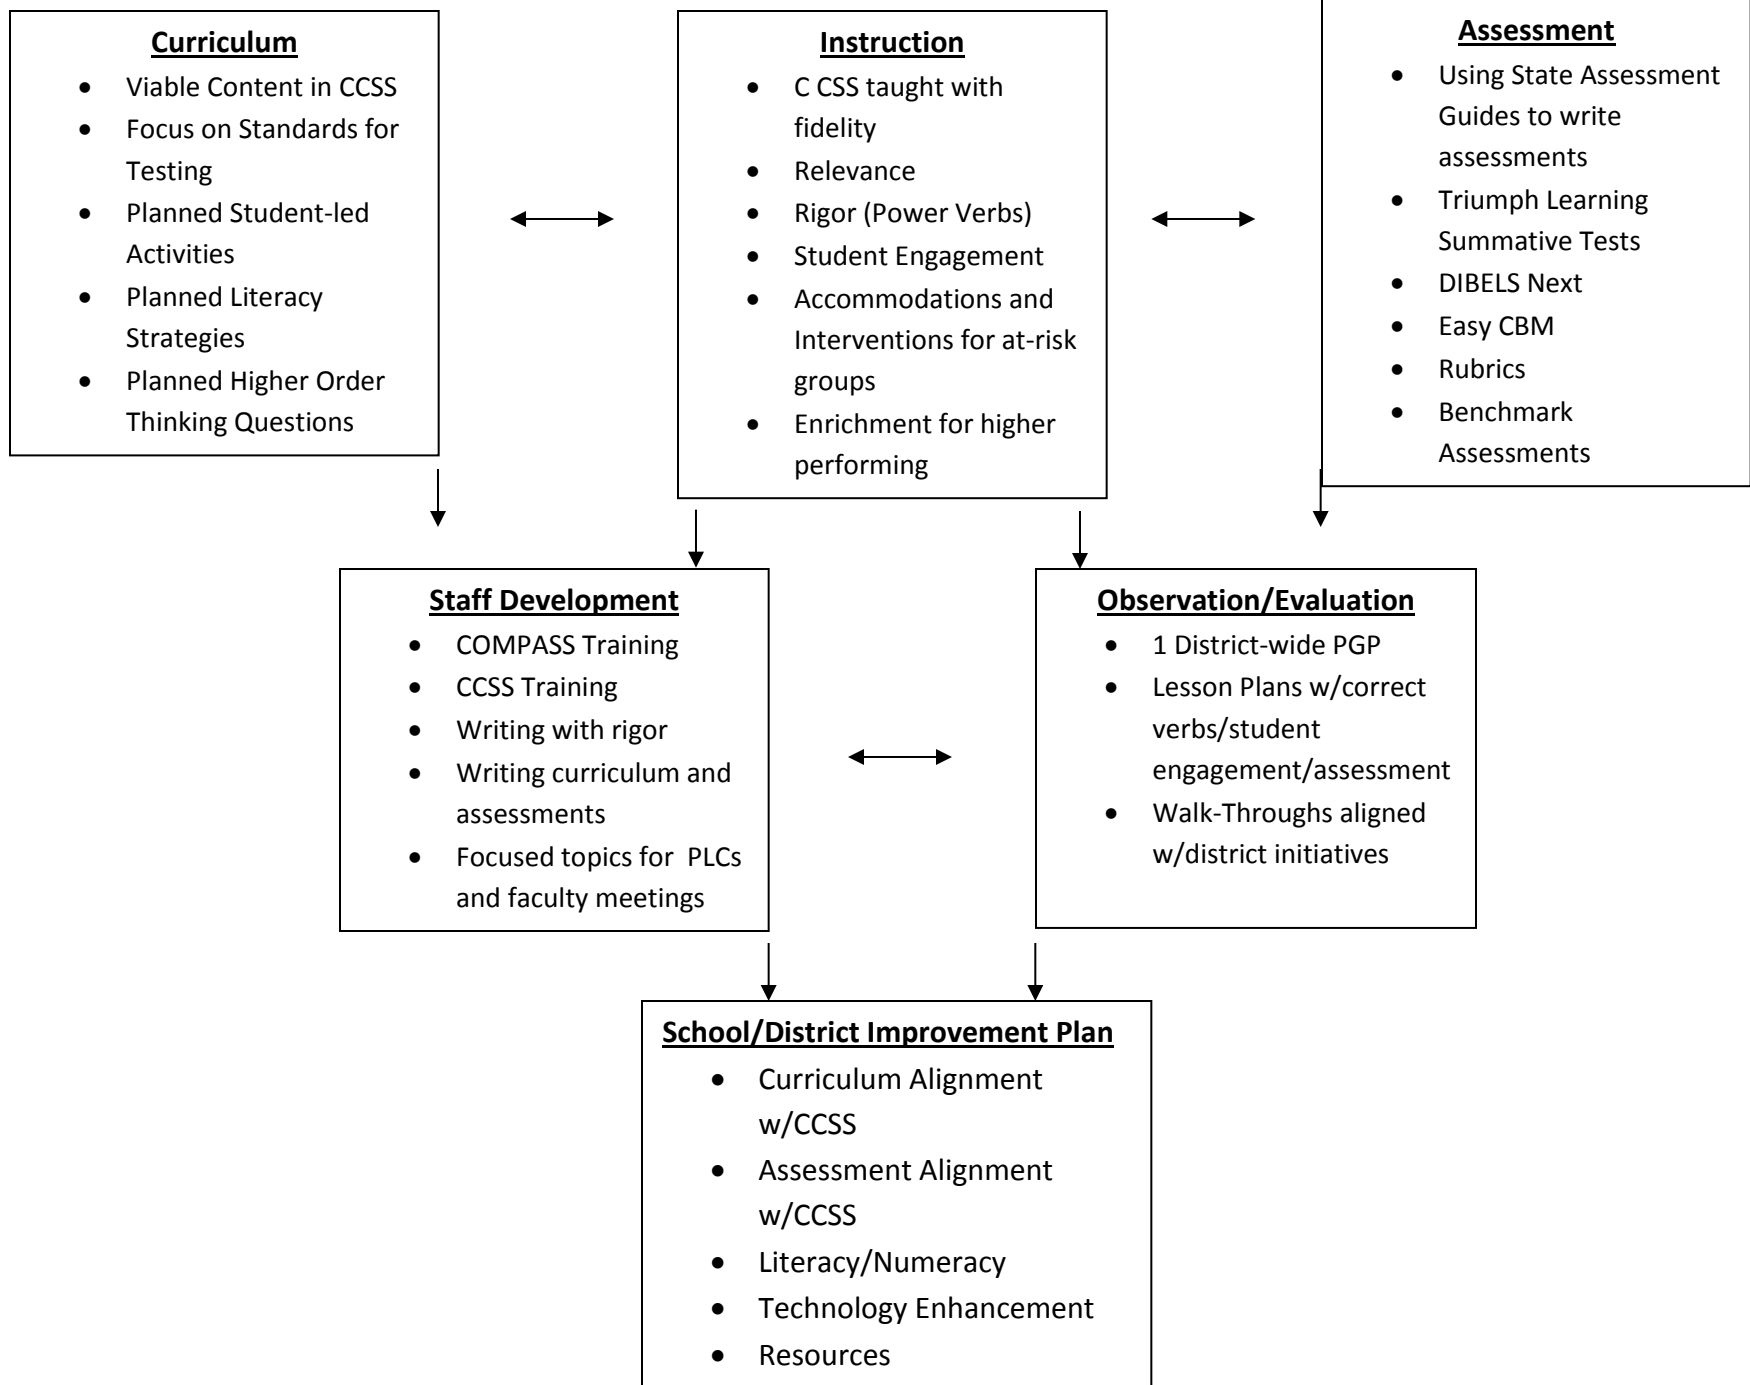 Curriculum
• Viable Content in CCSS
• Focus on Standards for
Testing
• Planned Student-led
Activities
• Planned Literacy
Strategies
• Planned Higher Order
Thinking Questions
Instruction
• C CSS taught with
fidelity
• Relevance
• Rigor (Power Verbs)
• Student Engagement
• Accommodations and
Interventions for at-risk
groups
• Enrichment for higher
performing
Assessment
• Using State Assessment
Guides to write
assessments
• Triumph Learning
Summative Tests
• DIBELS Next
• Easy CBM
• Rubrics
• Benchmark
Assessments
Staff Development
• COMPASS Training
• CCSS Training
• Writing with rigor
• Writing curriculum and
assessments
• Focused topics for PLCs
and faculty meetings
Observation/Evaluation
• 1 District-wide PGP
• Lesson Plans w/correct
verbs/student
engagement/assessment
• Walk-Throughs aligned
w/district initiatives
School/District Improvement Plan
• Curriculum Alignment
w/CCSS
• Assessment Alignment
w/CCSS
• Literacy/Numeracy
• Technology Enhancement
• Resources